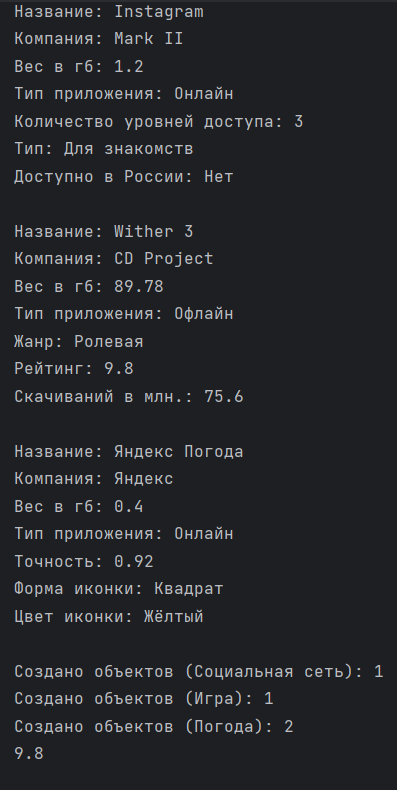 Название: Instagram
Компания: Mark II
Вес в гб: 1.2
Тип приложения: Онлайн
Количество уровней доступа: 3
Тип: Для знакомств
Доступно в России: Нет
Название: Wither 3
Компания: CD Project
Вес в гб: 89.78
Тип приложения: Офлайн
Жанр: Ролевая
Рейтинг: 9.8
Скачиваний в млн.: 75.6
Название: Яндекс Погода
Компания: Яндекс
Вес в гб: 0.4
Тип приложения: Онлайн
Точность: 0.92
Форма иконки: Квадрат
Цвет иконки: Жёлтый
Создано объектов (Социальная сеть): 1
Создано объектов (Игра): 1
Создано объектов (Погода): 2
9.8